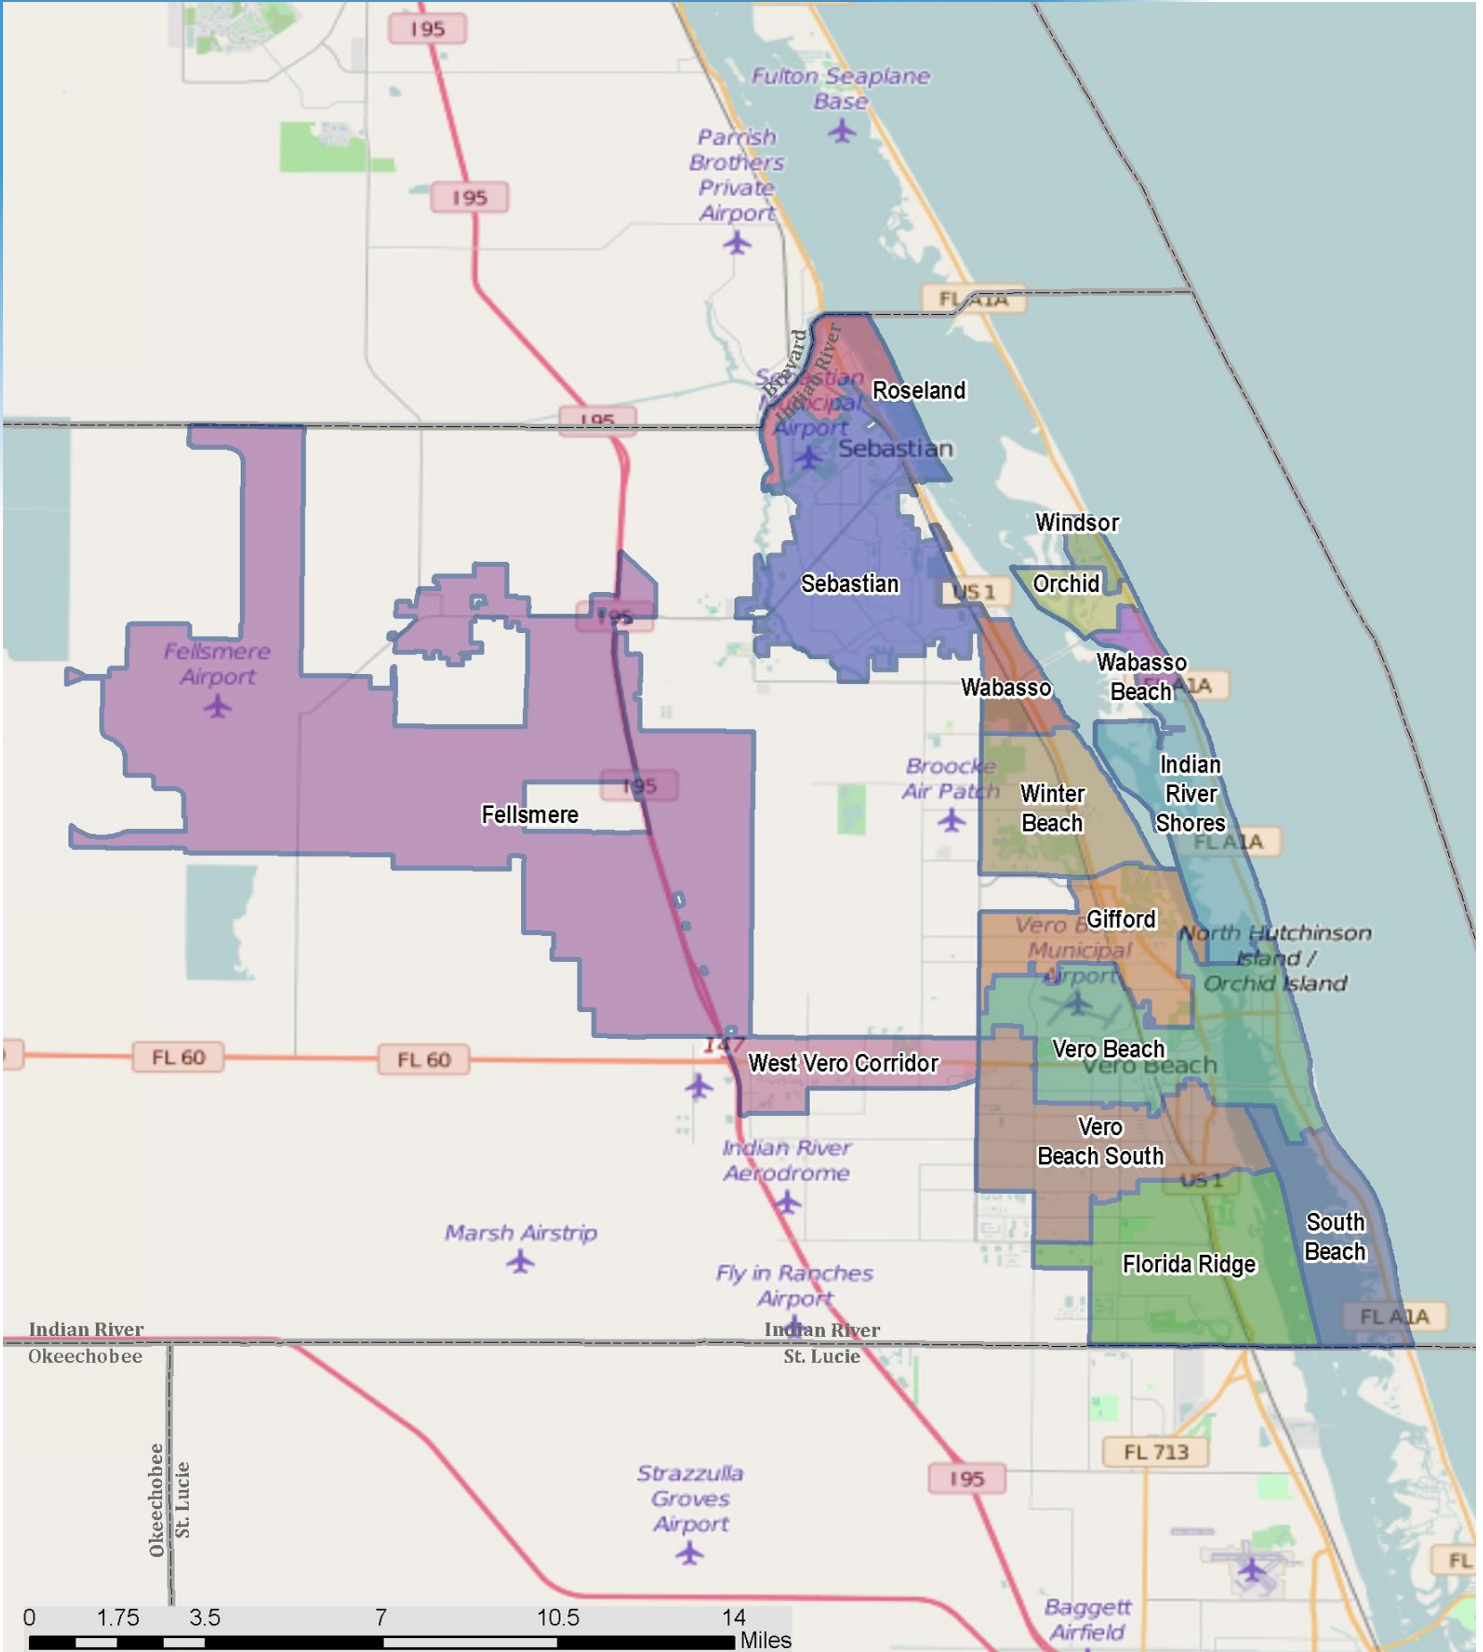 I 95
Fulton Seaplane
Base
Parrish
Brothers
Private
Airport
I 95
FL A1A
Brevard
Indian River
Sebastian
Municipal
Airport
Roseland
I 95
Sebastian
Windsor
Orchid
Sebastian
US 1
I 95
Fellsmere
Airport
Wabasso
Beach
FL A1A
Wabasso
Broocke
Air Patch
Indian
River
Shores
I 95
Winter
Beach
Fellsmere
FL A1A
Gifford
Vero Beach
Municipal
Airport
North Hutchinson
Island /
Orchid Island
147
FL 60
FL 60
West Vero Corridor
Vero Beach
Vero Beach
Vero
Beach South
Indian River
Aerodrome
US 1
Marsh Airstrip
South
Beach
Florida Ridge
Fly in Ranches
Airport
FL A1A
Indian River
Okeechobee
Indian River
St. Lucie
FL 713
Okeechobee
St. Lucie
Strazzulla
Groves
Airport
I 95
FL
Baggett
Airfield
0 1.75 3.5 7 10.5 14
Miles